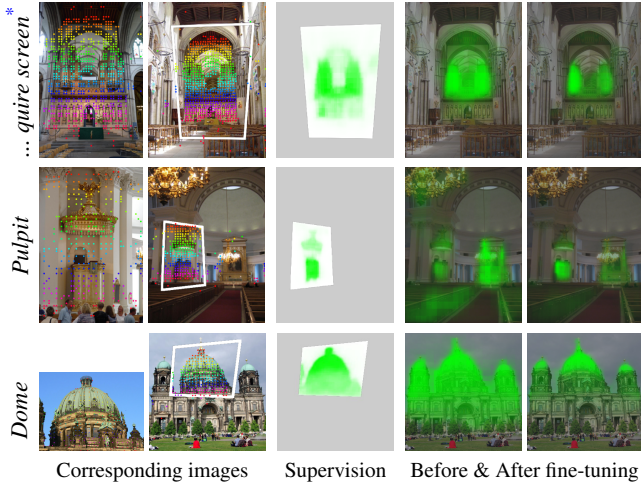 ... quire screen *
Pulpit
Dome
Corresponding images
Supervision
Before & After fine-tuning